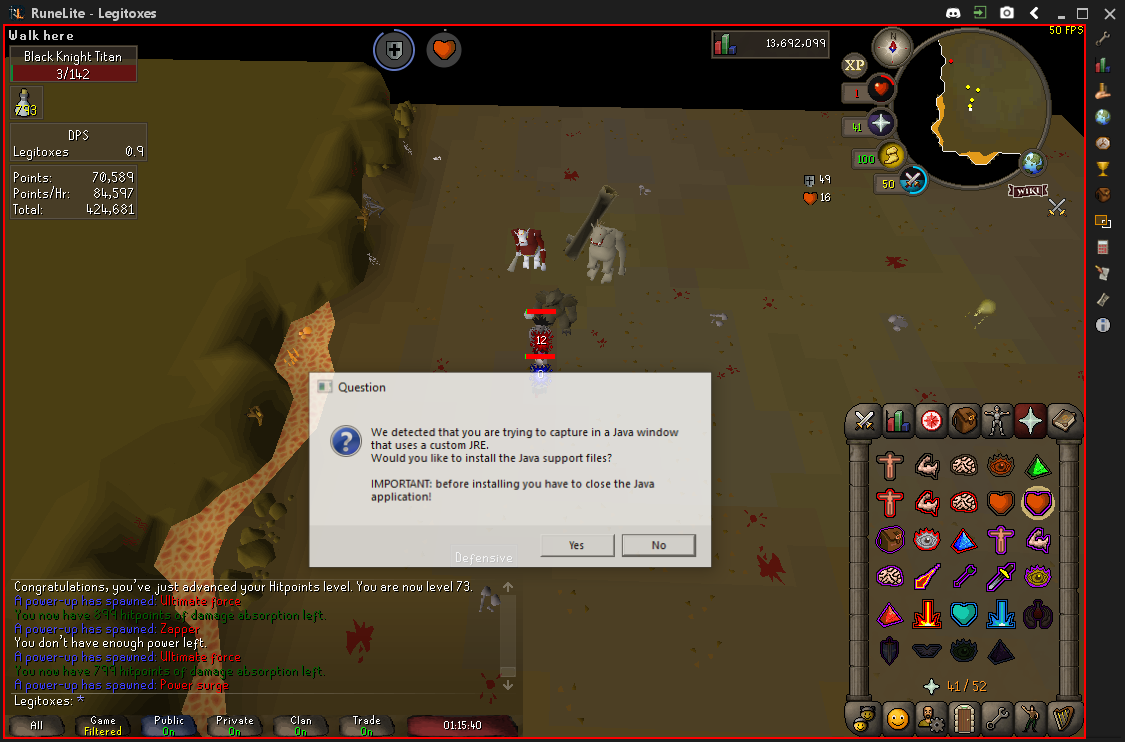 RuneLite - Legitoxes
50 FPS
Walk here
Black Knight Titan
3/142
793
DPS
Legitoxes 0.9
Points: 70,589
Points/Hr: 84,597
Total: 424,681
13,692,099
XP
1
41
100
50
WIKI
49
16
12
0
Question
We detected that you are trying to capture in a Java window
that uses a custom JRE.
Would you like to install the Java support files?
IMPORTANT: before installing you have to close the Java
application!
Yes
No
Defensive
Congratulations, you've just advanced your Hitpoints level. You are now level 73.
A power-up has spawned: Ultimate force
You now have 899 hitpoints of damage absorption left.
A power-up has spawned: Zapper
You don't have enough power left.
A power-up has spawned: Ultimate force
You now have 799 hitpoints of damage absorption left.
A power-up has spawned: Power surge
Legitoxes: *
All
Game
Filtered
Public
On
Private
On
Clan
On
Trade
On
01:15:40
41 / 52